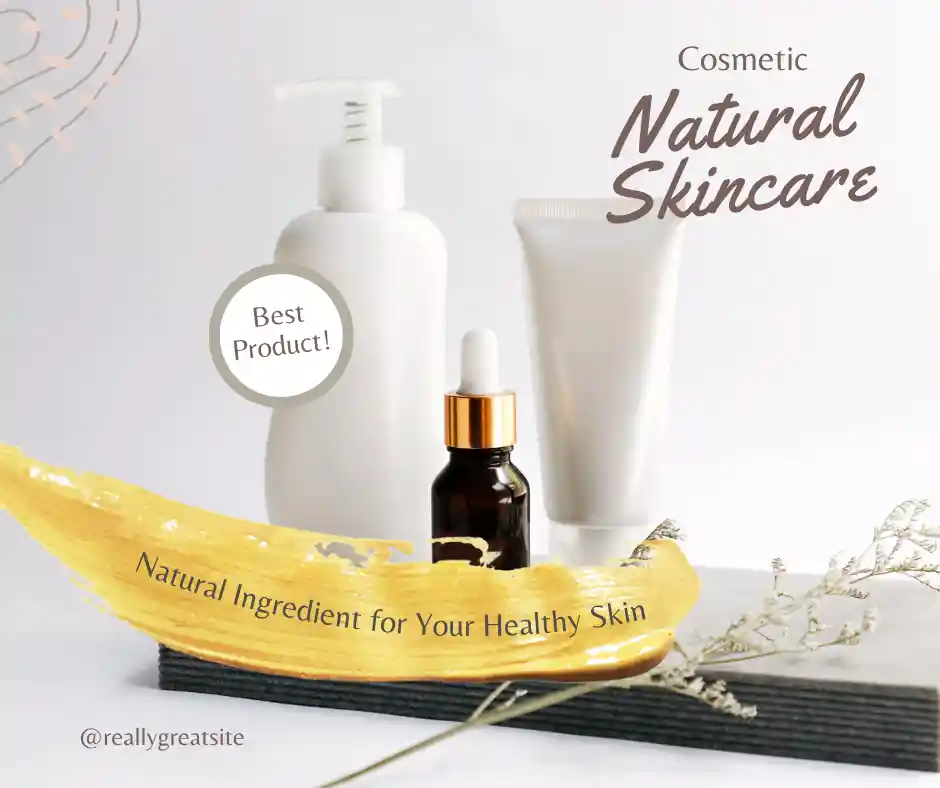 Cosmetic
Natural
Skincare
Best
Product!
Natural Ingredient for Your Healthy Skin
@reallygreatsite